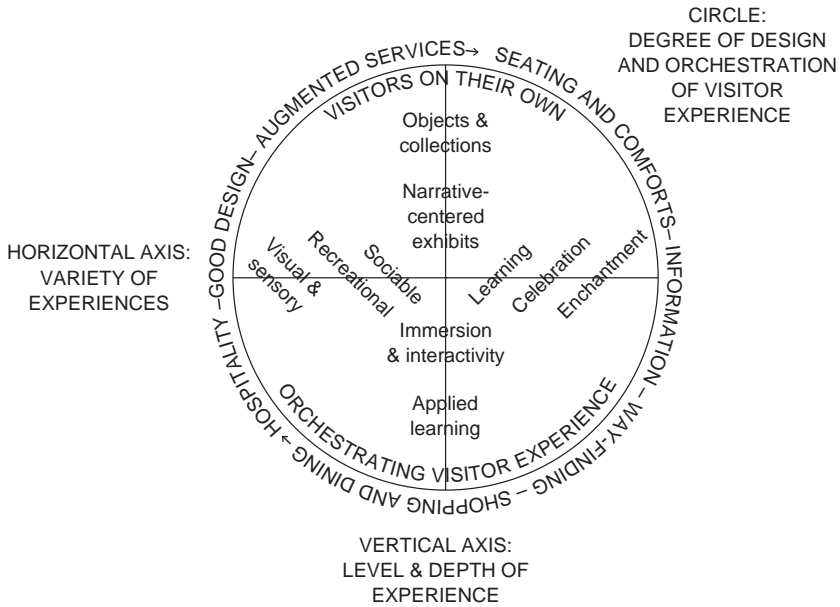 CIRCLE:
DEGREE OF DESIGN
AND ORCHESTRATION
OF VISITOR
EXPERIENCE
GOOD DESIGN– AUGMENTED SERVICES→ SEATING AND COMFORTS– INFORMATION – WAY-FINDING – SHOPPING AND DINING → HOSPITALITY –
VISITORS ON THEIR OWN
Objects &
collections
Narrative-
centered
exhibits
HORIZONTAL AXIS:
VARIETY OF
EXPERIENCES
Visual &
sensory
Recreational
Sociable
Learning
Celebration
Enchantment
Immersion
& interactivity
Applied
learning
ORCHESTRATING VISITOR EXPERIENCE
VERTICAL AXIS:
LEVEL & DEPTH OF
EXPERIENCE